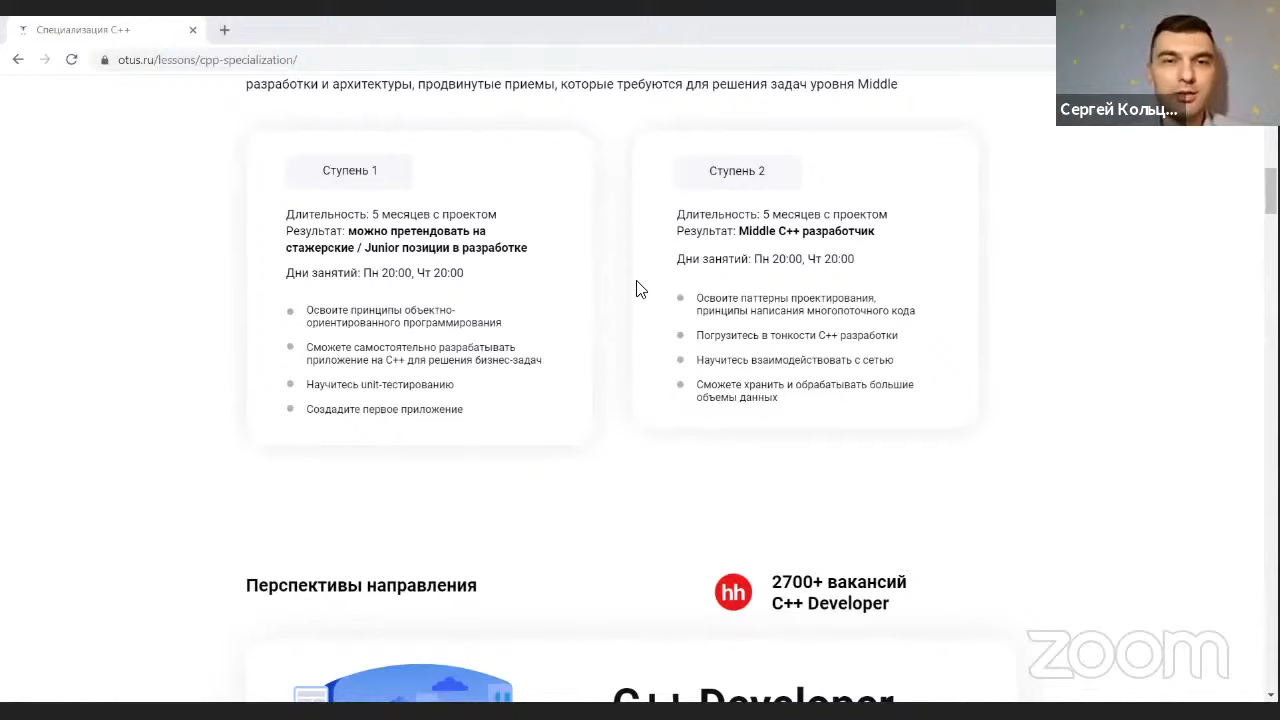 Специализация C++
otus.ru/lessons/cpp-specialization/
Сергей Кольц...
разработки и архитектуры, продвинутые приемы, которые требуются для решения задач уровня Middle
Ступень 1
Длительность: 5 месяцев с проектом
Результат: можно претендовать на
стажерские / Junior позиции в разработке
Дни занятий: Пн 20:00, Чт 20:00
Освоите принципы объектно-
ориентированного программирования
Сможете самостоятельно разрабатывать
приложение на C++ для решения бизнес-задач
Научитесь unit-тестированию
Создадите первое приложение
Ступень 2
Длительность: 5 месяцев с проектом
Результат: Middle C++ разработчик
Дни занятий: Пн 20:00, Чт 20:00
Освоите паттерны проектирования,
принципы написания многопоточного кода
Погрузитесь в тонкости C++ разработки
Научитесь взаимодействовать с сетью
Сможете хранить и обрабатывать большие
объемы данных
Перспективы направления
hh
2700+ вакансий
C++ Developer
C++ Developer
zoom